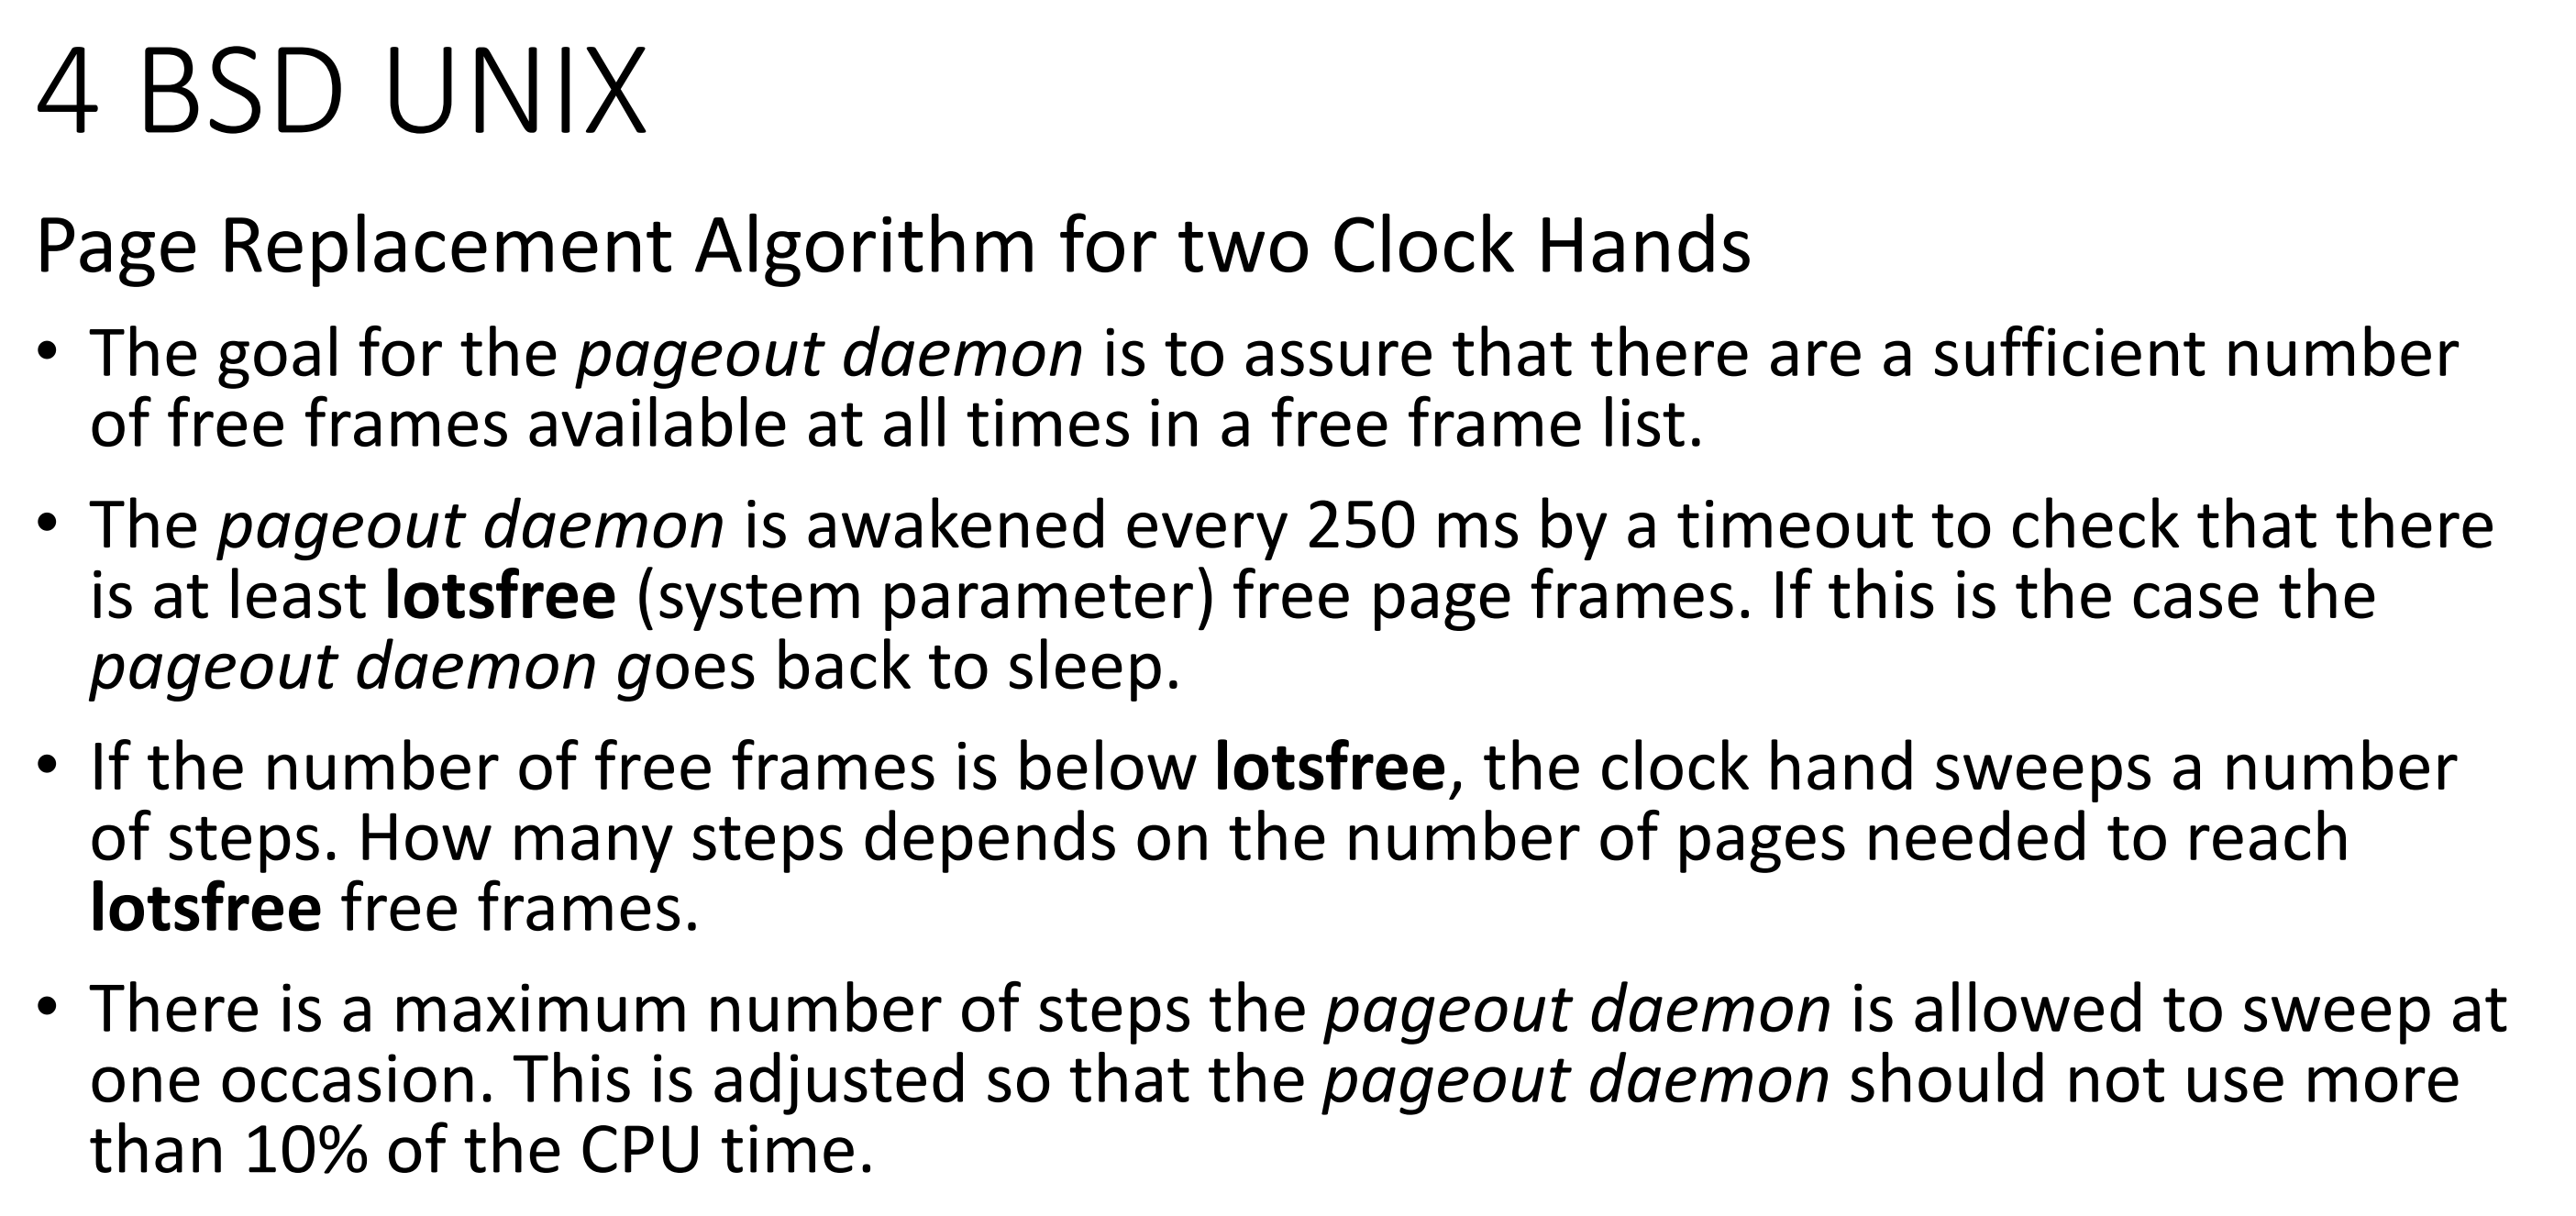 4 BSD UNIX
Page Replacement Algorithm for two Clock Hands
• The goal for the pageout daemon is to assure that there are a sufficient number
of free frames available at all times in a free frame list.
• The pageout daemon is awakened every 250 ms by a timeout to check that there
is at least lotsfree (system parameter) free page frames. If this is the case the
pageout daemon goes back to sleep.
• If the number of free frames is below lotsfree, the clock hand sweeps a number
of steps. How many steps depends on the number of pages needed to reach
lotsfree free frames.
• There is a maximum number of steps the pageout daemon is allowed to sweep at
one occasion. This is adjusted so that the pageout daemon should not use more
than 10% of the CPU time.